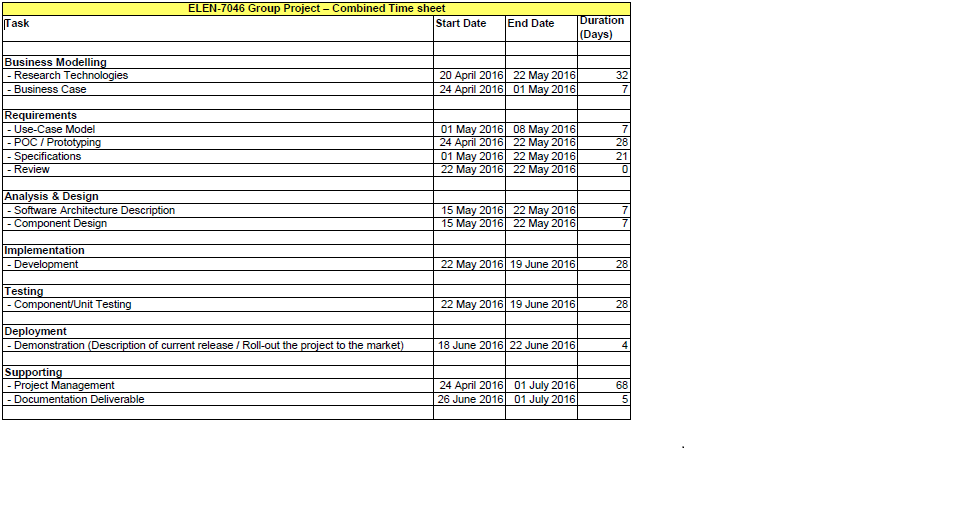 ELEN-7046 Group Project – Combined Time sheet
Task Start Date End Date Duration (Days)
Business Modelling
- Research Technologies 20 April 2016 22 May 2016 32
- Business Case 24 April 2016 01 May 2016 7
Requirements
- Use-Case Model 01 May 2016 08 May 2016 7
- POC / Prototyping 24 April 2016 22 May 2016 28
- Specifications 01 May 2016 22 May 2016 21
- Review 22 May 2016 22 May 2016 0
Analysis & Design
- Software Architecture Description 15 May 2016 22 May 2016 7
- Component Design 15 May 2016 22 May 2016 7
Implementation
- Development 22 May 2016 19 June 2016 28
Testing
- Component/Unit Testing 22 May 2016 19 June 2016 28
Deployment
- Demonstration (Description of current release / Roll-out the project to the market) 18 June 2016 22 June 2016 4
Supporting
- Project Management 24 April 2016 01 July 2016 68
- Documentation Deliverable 26 June 2016 01 July 2016 5